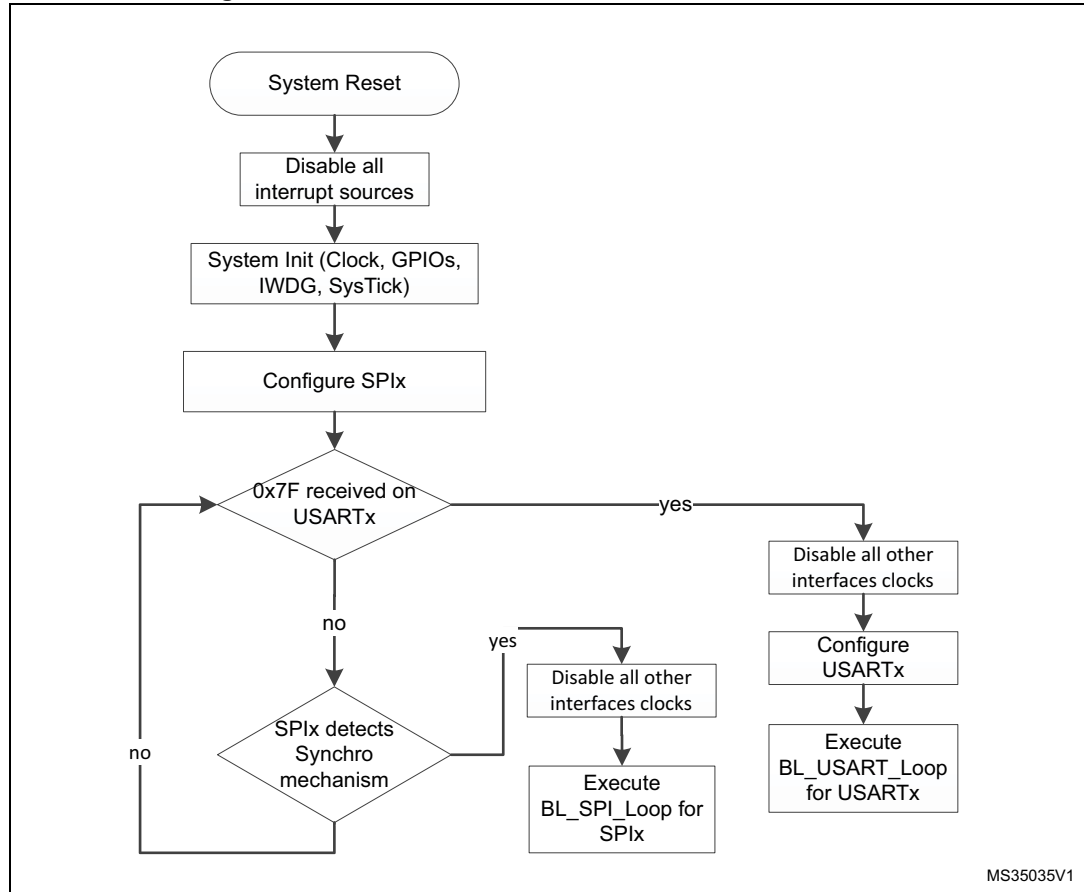 System Reset
Disable all
interrupt sources
System Init (Clock, GPIOs,
IWDG, SysTick)
Configure SPIx
0x7F received on
USARTx
yes
Disable all other
interfaces clocks
Configure
USARTx
Execute
BL_USART_Loop
for USARTx
no
SPIx detects
Synchro
mechanism
yes
Disable all other
interfaces clocks
Execute
BL_SPI_Loop for
SPIx
no
MS35035V1